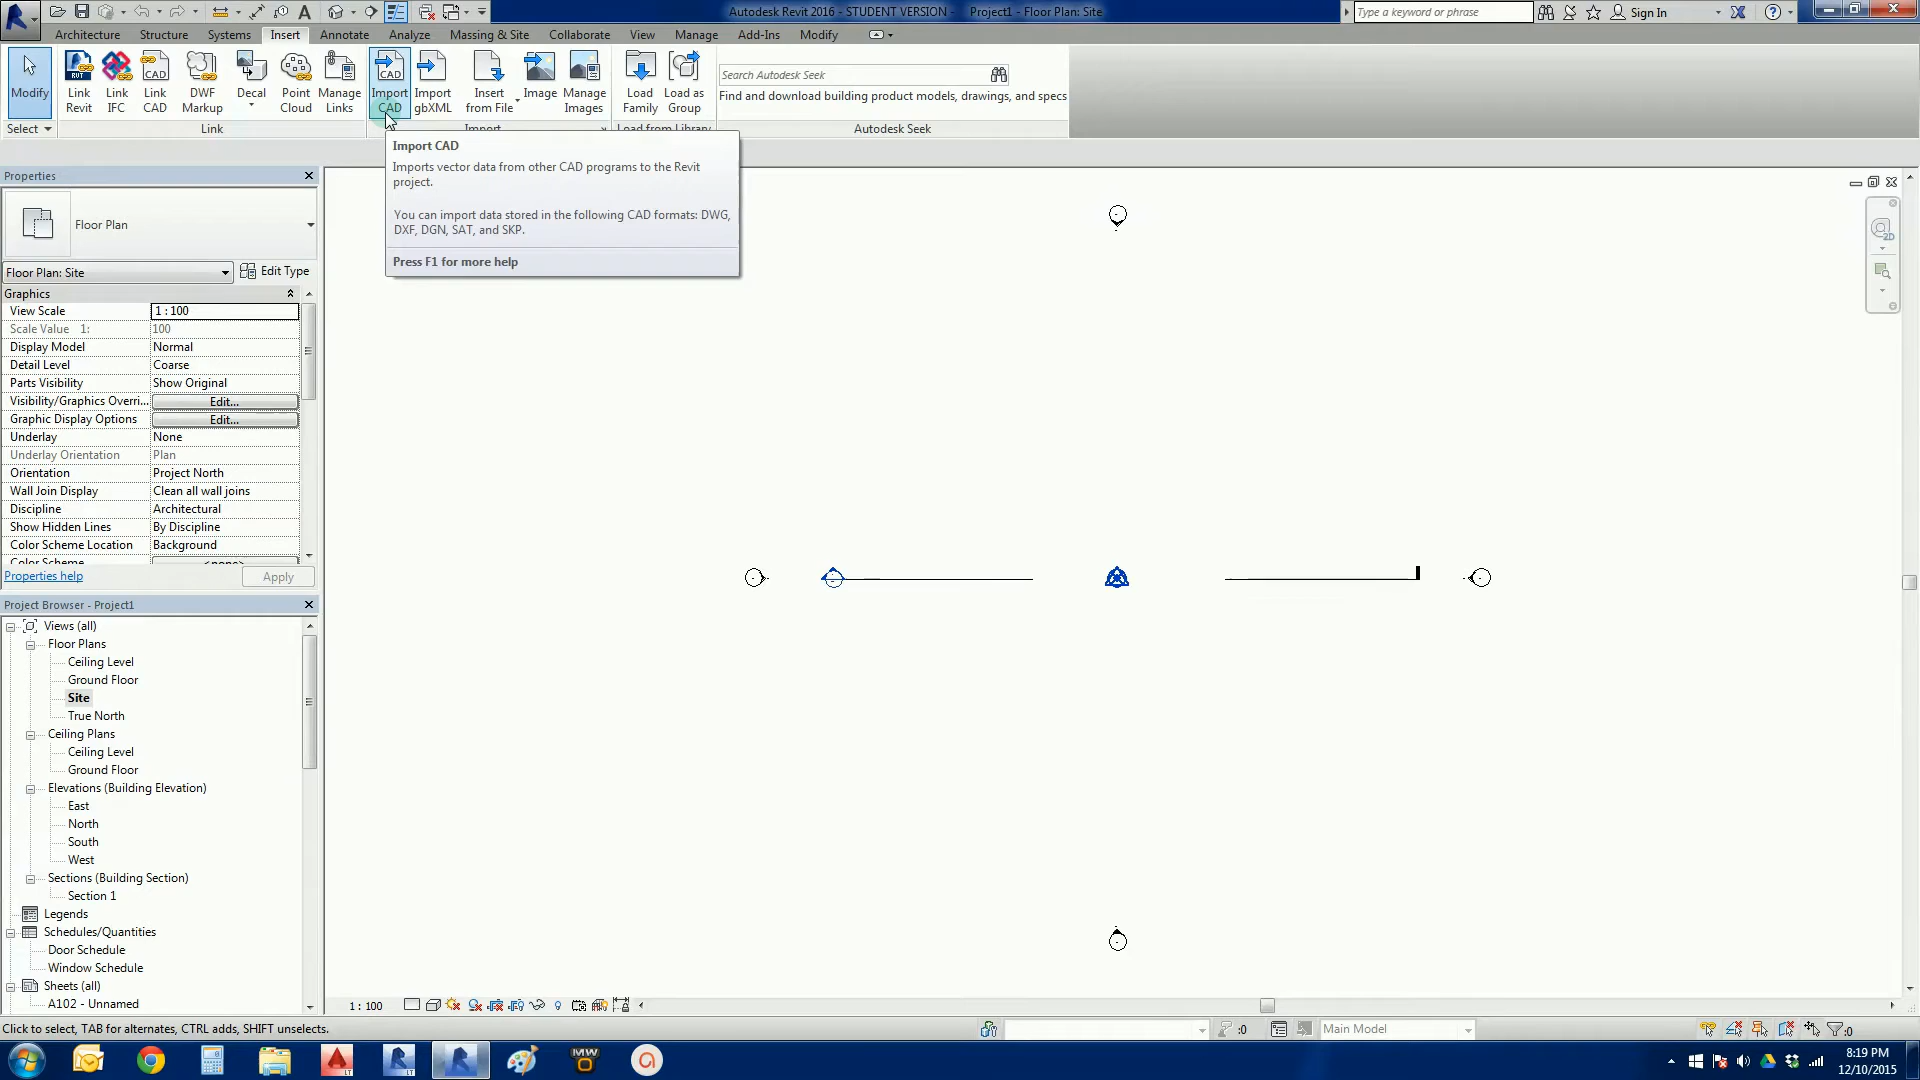 Autodesk Revit 2016 - STUDENT VERSION - Project1 - Floor Plan: Site
Type a keyword or phrase
Sign In
Architecture Structure Systems Insert Annotate Analyze Massing & Site Collaborate View Manage Add-Ins Modify
Modify
Link Revit
Link IFC
Link CAD
DWF Markup
Decal
Point Cloud
Manage Links
Import CAD
Import gbXML
Insert from File
Image
Manage Images
Load Family
Load as Group
Search Autodesk Seek
Find and download building product models, drawings, and specs
Select
Link
Import
Load from Library
Autodesk Seek
Import CAD
Imports vector data from other CAD programs to the Revit
project.
You can import data stored in the following CAD formats: DWG,
DXF, DGN, SAT, and SKP.
Press F1 for more help
Properties
Floor Plan
Floor Plan: Site
Edit Type
Graphics
View Scale 1 : 100
Scale Value 1: 100
Display Model Normal
Detail Level Coarse
Parts Visibility Show Original
Visibility/Graphics Overri... Edit...
Graphic Display Options Edit...
Underlay None
Underlay Orientation Plan
Orientation Project North
Wall Join Display Clean all wall joins
Discipline Architectural
Show Hidden Lines By Discipline
Color Scheme Location Background
Color Scheme <none>
Properties help
Apply
Project Browser - Project1
Views (all)
Floor Plans
Ceiling Level
Ground Floor
Site
True North
Ceiling Plans
Ceiling Level
Ground Floor
Elevations (Building Elevation)
East
North
South
West
Sections (Building Section)
Section 1
Legends
Schedules/Quantities
Door Schedule
Window Schedule
Sheets (all)
A102 - Unnamed
1 : 100
Click to select, TAB for alternates, CTRL adds, SHIFT unselects.
:0
Main Model
:0
8:19 PM
12/10/2015